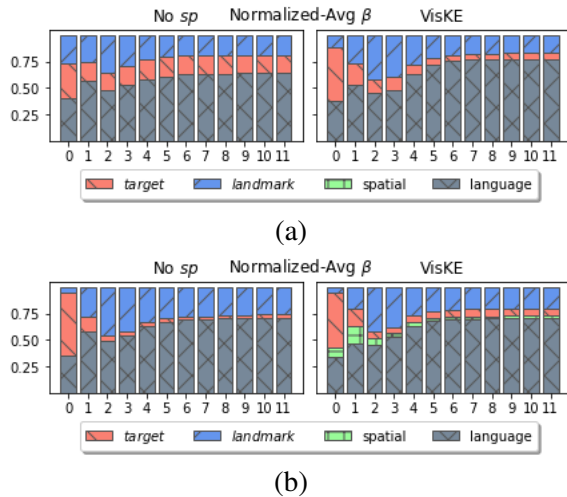 No sp Normalized-Avg β VisKE
0.75
0.50
0.25
0 1 2 3 4 5 6 7 8 9 10 11 0 1 2 3 4 5 6 7 8 9 10 11
target landmark spatial language
(a)
No sp Normalized-Avg β VisKE
0.75
0.50
0.25
0 1 2 3 4 5 6 7 8 9 10 11 0 1 2 3 4 5 6 7 8 9 10 11
target landmark spatial language
(b)